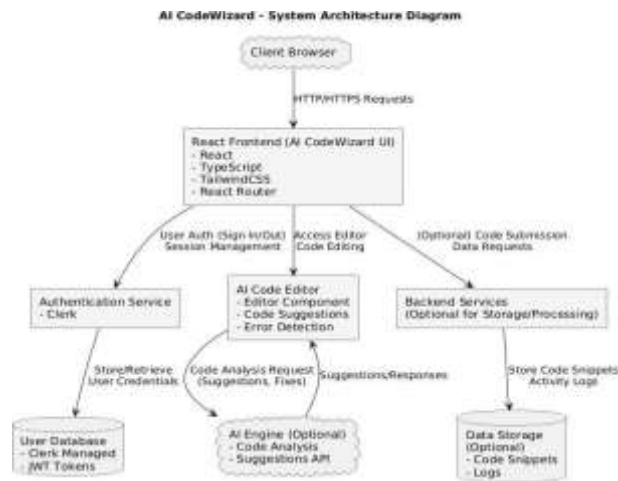 AI CodeWizard - System Architecture Diagram
Client Browser
HTTP/HTTPS Requests
React Frontend (AI CodeWizard UI)
- React
- TypeScript
- TailwindCSS
- React Router
User Auth (Sign In/Out)
Session Management
Access Editor
Code Editing
(Optional) Code Submission
Data Requests
Authentication Service
- Clerk
AI Code Editor
- Editor Component
- Code Suggestions
- Error Detection
Backend Services
(Optional for Storage/Processing)
Store/Retrieve
User Credentials
Code Analysis Request
(Suggestions, Fixes)
Suggestions/Responses
Store Code Snippets
Activity Logs
User Database
- Clerk Managed
- JWT Tokens
AI Engine (Optional)
- Code Analysis
- Suggestions API
Data Storage
(Optional)
- Code Snippets
- Logs